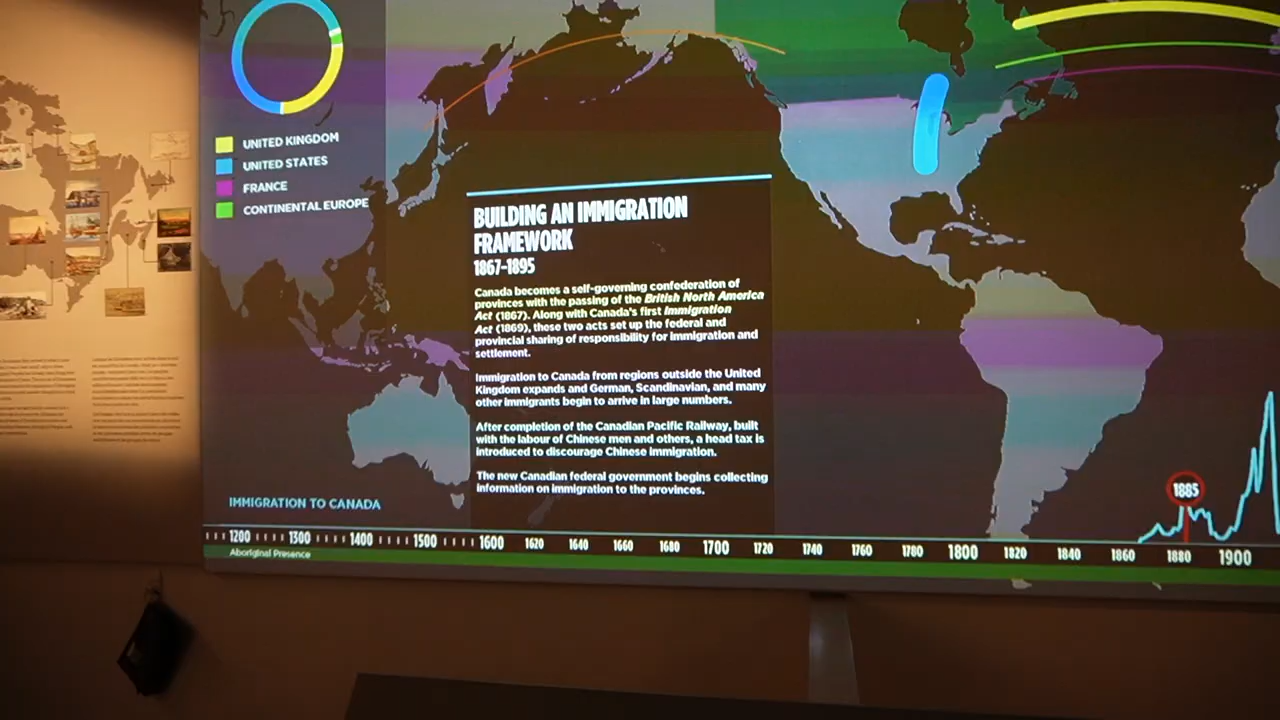 UNITED KINGDOM
UNITED STATES
FRANCE
CONTINENTAL EUROPE
BUILDING AN IMMIGRATION
FRAMEWORK
1867-1895
Canada becomes a self-governing confederation of
provinces with the passing of the British North America
Act (1867). Along with Canada's first Immigration
Act (1869), these two acts set up the federal and
provincial sharing of responsibility for immigration and
settlement.
Immigration to Canada from regions outside the United
Kingdom expands and German, Scandinavian, and many
other immigrants begin to arrive in large numbers.
After completion of the Canadian Pacific Railway, built
with the labour of Chinese men and others, a head tax is
introduced to discourage Chinese immigration.
The new Canadian federal government begins collecting
information on immigration to the provinces.
IMMIGRATION TO CANADA
1885
1200 1300 1400 1500 1600 1620 1640 1660 1680 1700 1720 1740 1760 1780 1800 1820 1840 1860 1880 1900
Aboriginal Presence